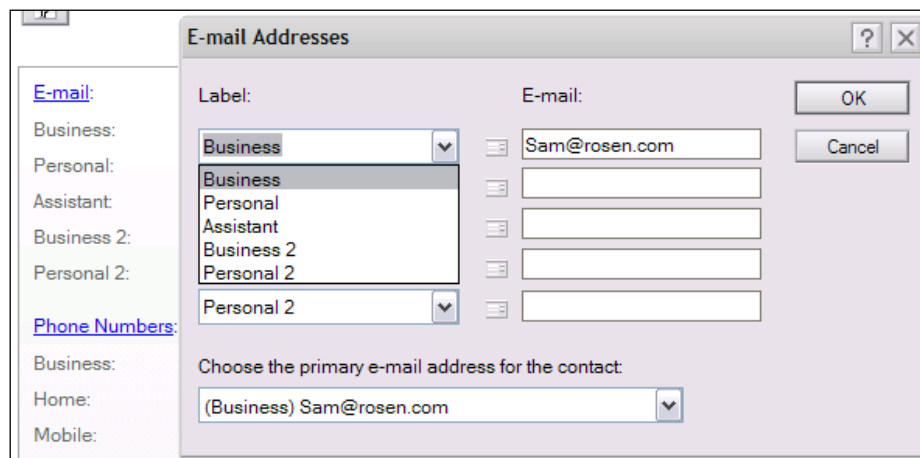 E-mail Addresses
?
E-mail:
Business:
Personal:
Assistant:
Business 2:
Personal 2:
Phone Numbers:
Business:
Home:
Mobile:
Label:
E-mail:
OK
Business
Sam@rosen.com
Cancel
Business
Personal
Assistant
Business 2
Personal 2
Personal 2
Choose the primary e-mail address for the contact:
(Business) Sam@rosen.com